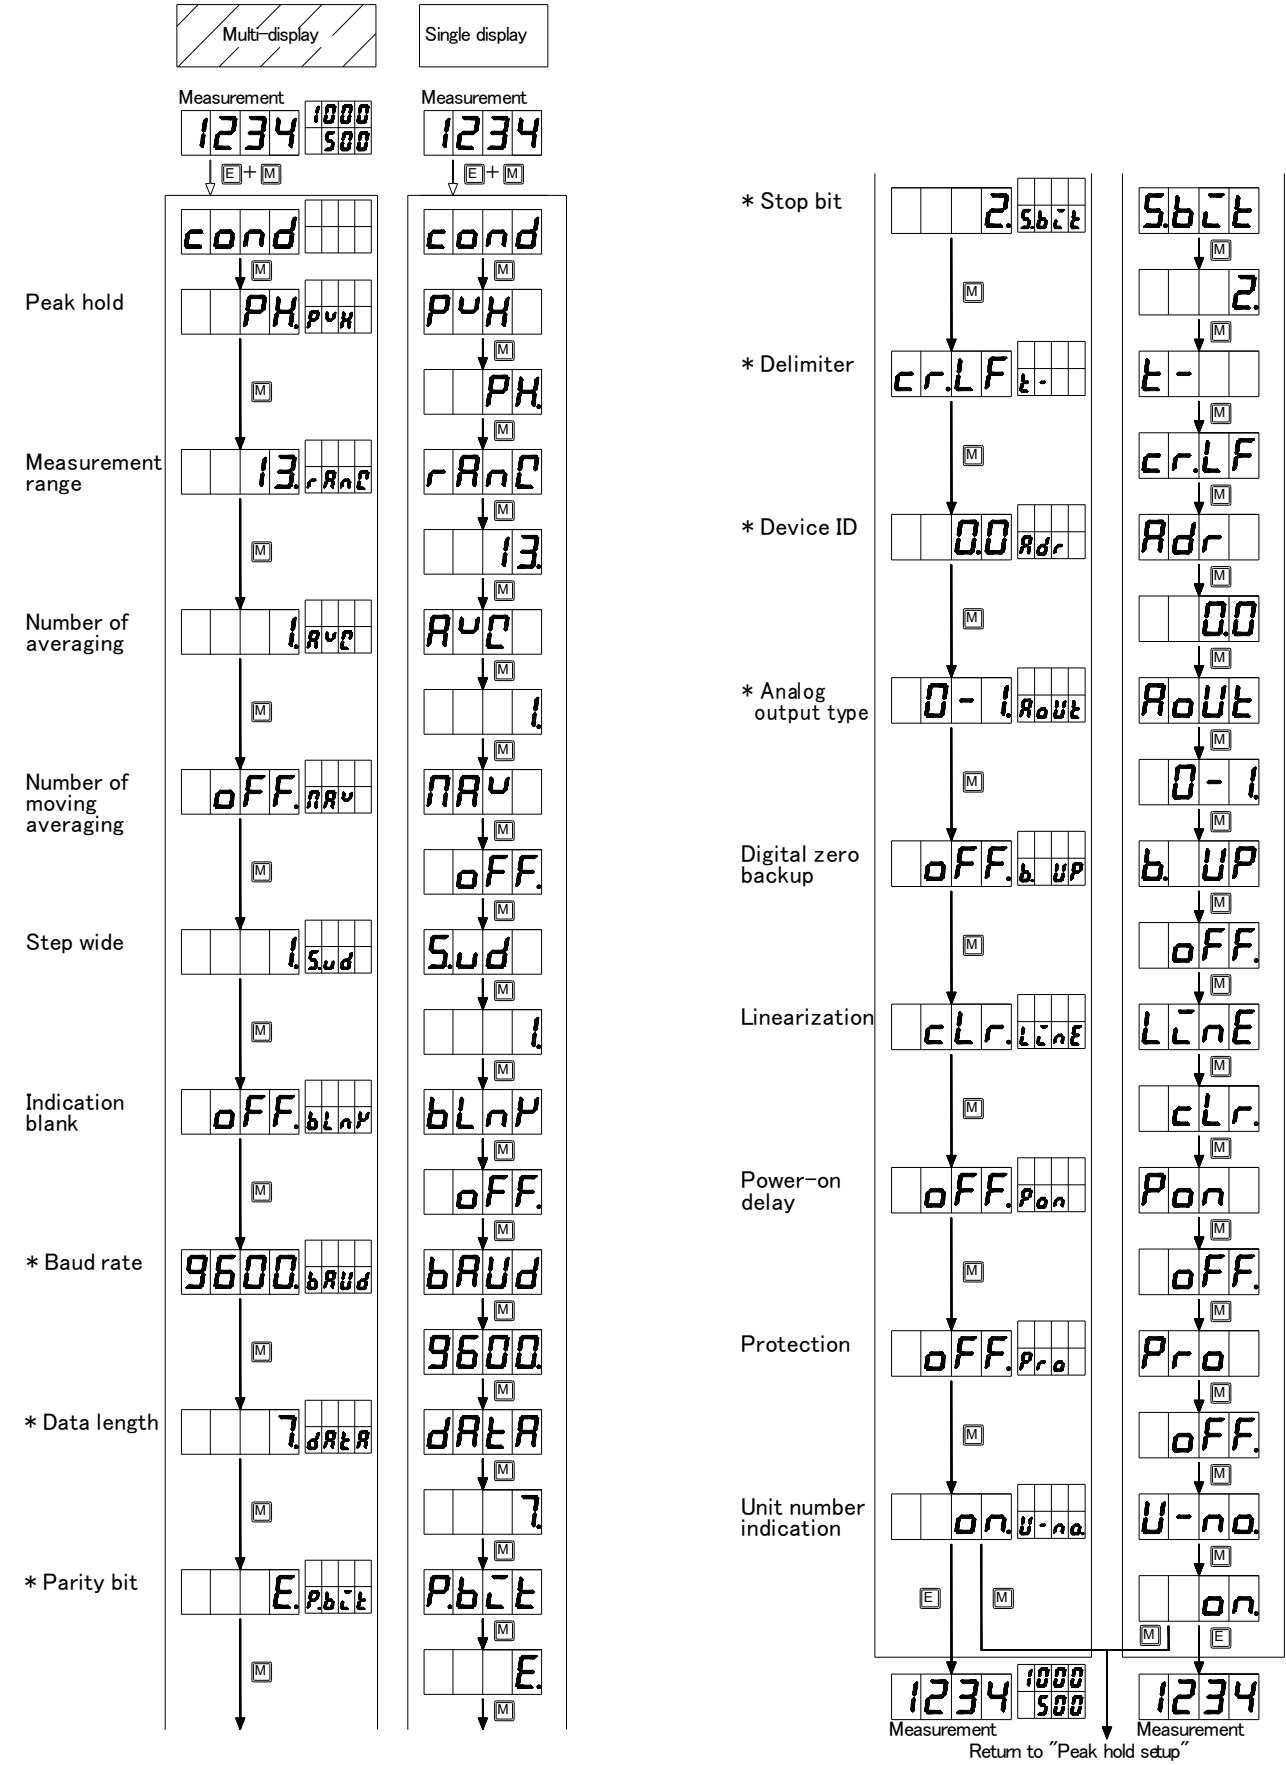 Multi-display
Single display
Measurement
Measurement
1234 1000
500
1234
E+M
E+M
cond
cond
M
M
Peak hold
PH. PvH
PvH
M
PH.
M
M
Measurement
range
13. rAnG
rAnG
M
13.
M
M
Number of
averaging
1. AvG
AvG
M
1.
M
M
Number of
moving
averaging
oFF. MAv
MAv
M
oFF.
M
M
Step wide
1. S.ud
S.ud
M
1.
M
M
Indication
blank
oFF. bLnK
bLnK
M
oFF.
M
M
* Baud rate
9600. bAUd
bAUd
M
9600.
M
M
* Data length
7. dAtA
dAtA
M
7.
M
M
* Parity bit
E. P.bit
P.bit
M
E.
M
M
* Stop bit
2. S.bit
S.bit
M
2.
M
M
* Delimiter
cr.LF t-
t-
M
cr.LF
M
M
* Device ID
0.0 Adr
Adr
M
0.0
M
M
* Analog
output type
0-1. AoUt
AoUt
M
0-1.
M
M
Digital zero
backup
oFF. b. UP
b. UP
M
oFF.
M
M
Linearization
cLr. LinE
LinE
M
cLr.
M
M
Power-on
delay
oFF. Pon
Pon
M
oFF.
M
M
Protection
oFF. Pro
Pro
M
oFF.
M
M
Unit number
indication
on. U-no.
U-no.
M
on.
E M
M E
1234 1000
500
1234
Measurement
Measurement
Return to "Peak hold setup"